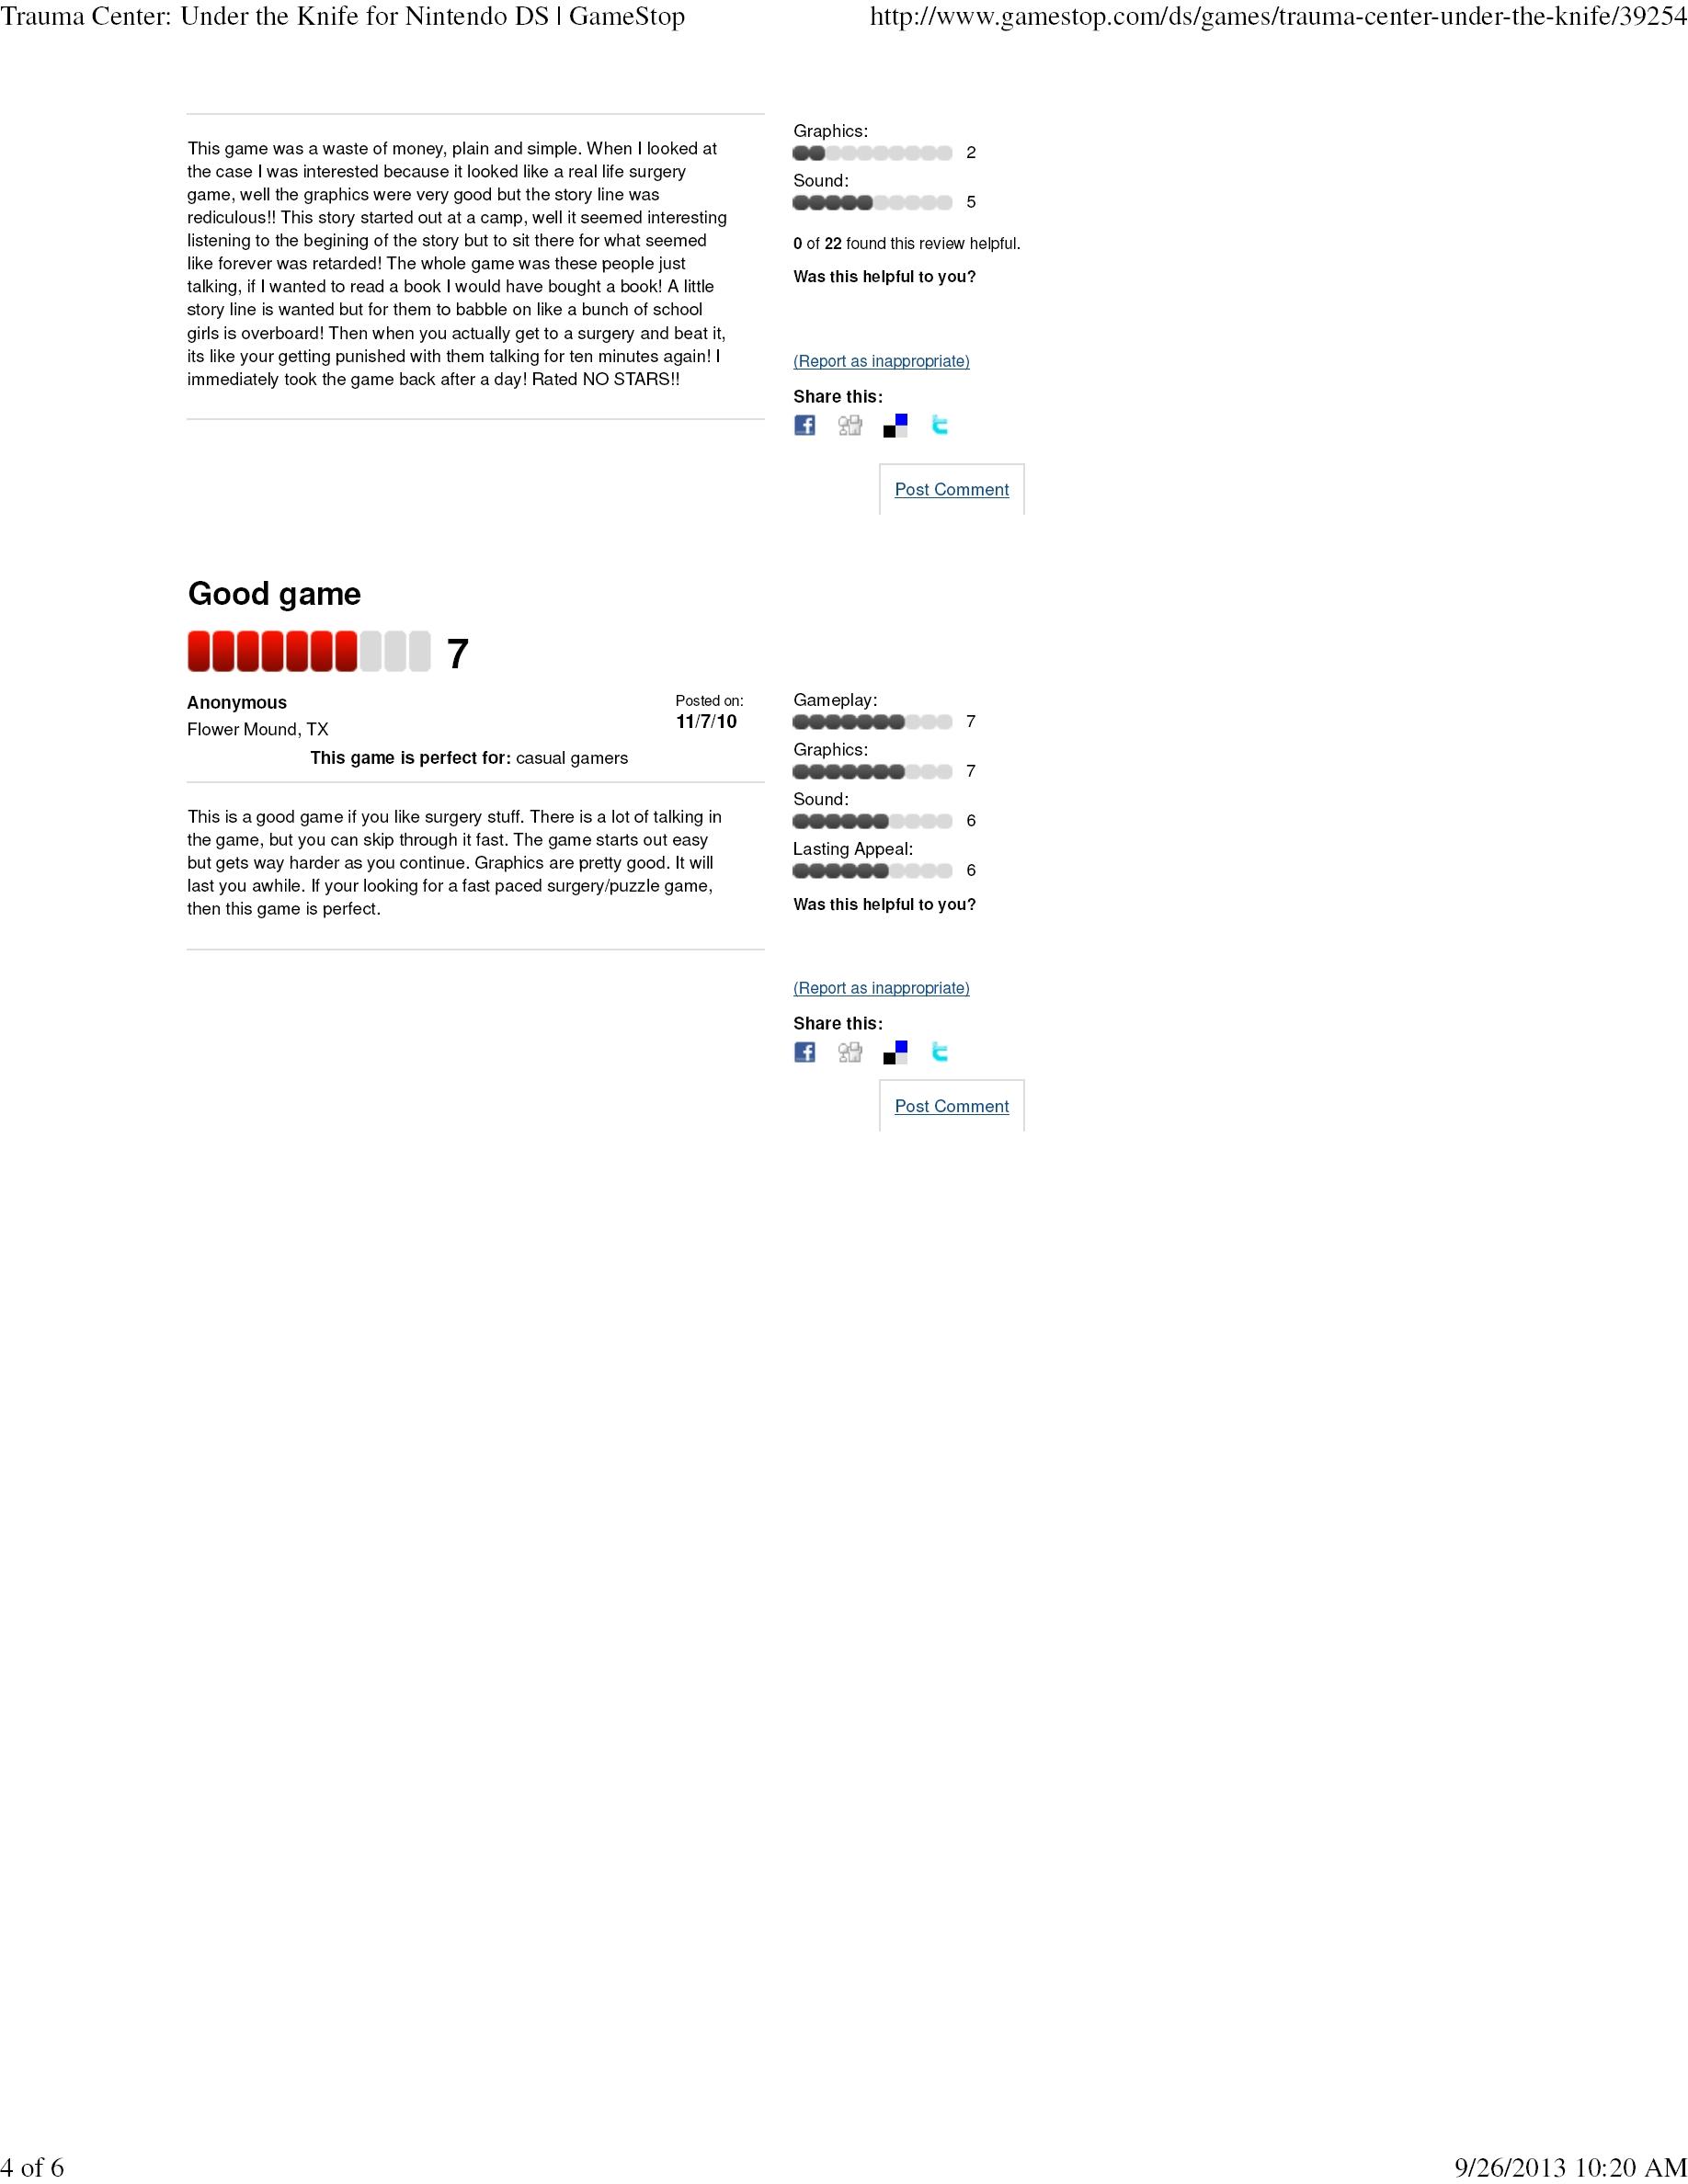 Trauma Center: Under the Knife for Nintendo DS | GameStop
http://www.gamestop.com/ds/games/trauma-center-under-the-knife/39254
This game was a waste of money, plain and simple. When I looked at
the case I was interested because it looked like a real life surgery
game, well the graphics were very good but the story line was
rediculous!! This story started out at a camp, well it seemed interesting
listening to the begining of the story but to sit there for what seemed
like forever was retarded! The whole game was these people just
talking, if I wanted to read a book I would have bought a book! A little
story line is wanted but for them to babble on like a bunch of school
girls is overboard! Then when you actually get to a surgery and beat it,
its like your getting punished with them talking for ten minutes again! I
immediately took the game back after a day! Rated NO STARS!!
Graphics:
2
Sound:
5
0 of 22 found this review helpful.
Was this helpful to you?
(Report as inappropriate)
Share this:
Post Comment
Good game
7
Anonymous
Flower Mound, TX
Posted on:
11/7/10
This game is perfect for: casual gamers
This is a good game if you like surgery stuff. There is a lot of talking in
the game, but you can skip through it fast. The game starts out easy
but gets way harder as you continue. Graphics are pretty good. It will
last you awhile. If your looking for a fast paced surgery/puzzle game,
then this game is perfect.
Gameplay:
7
Graphics:
7
Sound:
6
Lasting Appeal:
6
Was this helpful to you?
(Report as inappropriate)
Share this:
Post Comment
4 of 6
9/26/2013 10:20 AM